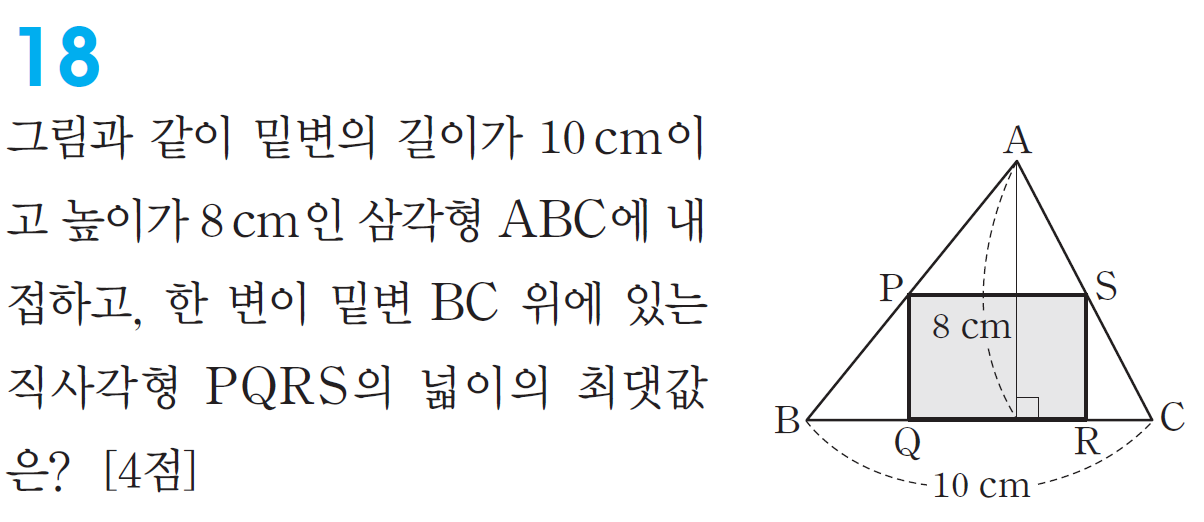 18
그림과 같이 밑변의 길이가 10 cm이
고 높이가 8 cm인 삼각형 ABC에 내
접하고, 한 변이 밑변 BC 위에 있는
직사각형 PQRS의 넓이의 최댓값
은? [4점]
A
P
S
8 cm
B
C
Q
R
10 cm